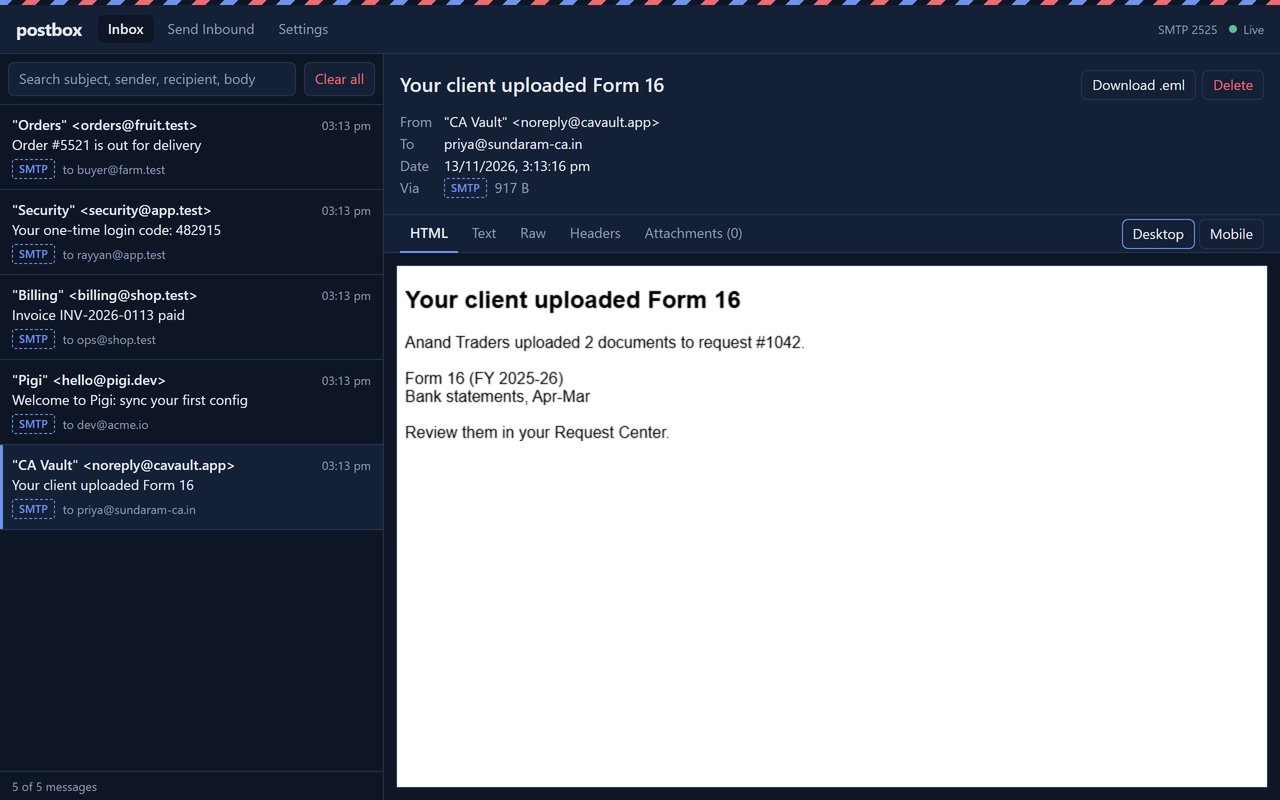 postbox Inbox Send Inbound Settings SMTP 2525 Live
Search subject, sender, recipient, body Clear all
"Orders" <orders@fruit.test> 03:13 pm
Order #5521 is out for delivery
SMTP to buyer@farm.test
"Security" <security@app.test> 03:13 pm
Your one-time login code: 482915
SMTP to rayyan@app.test
"Billing" <billing@shop.test> 03:13 pm
Invoice INV-2026-0113 paid
SMTP to ops@shop.test
"Pigi" <hello@pigi.dev> 03:13 pm
Welcome to Pigi: sync your first config
SMTP to dev@acme.io
"CA Vault" <noreply@cavault.app> 03:13 pm
Your client uploaded Form 16
SMTP to priya@sundaram-ca.in
5 of 5 messages
Your client uploaded Form 16 Download .eml Delete
From "CA Vault" <noreply@cavault.app>
To priya@sundaram-ca.in
Date 13/11/2026, 3:13:16 pm
Via SMTP 917 B
HTML Text Raw Headers Attachments (0) Desktop Mobile
Your client uploaded Form 16
Anand Traders uploaded 2 documents to request #1042.
Form 16 (FY 2025-26)
Bank statements, Apr-Mar
Review them in your Request Center.